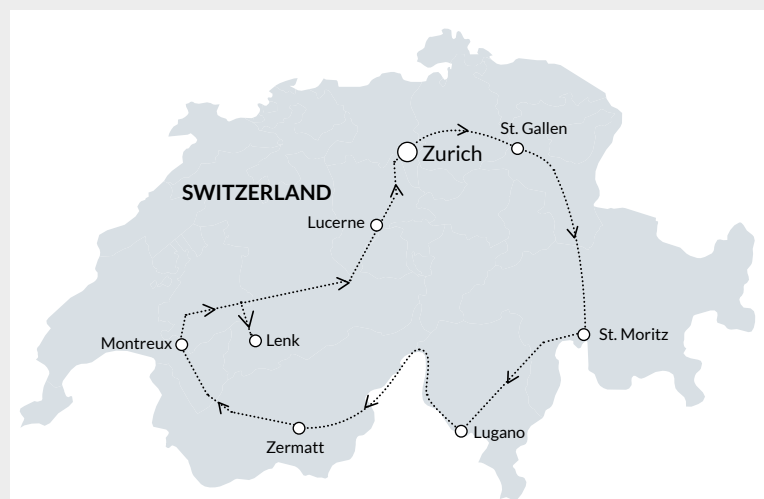 St. Gallen
Zurich
SWITZERLAND
Lucerne
St. Moritz
Montreux
Lenk
Lugano
Zermatt